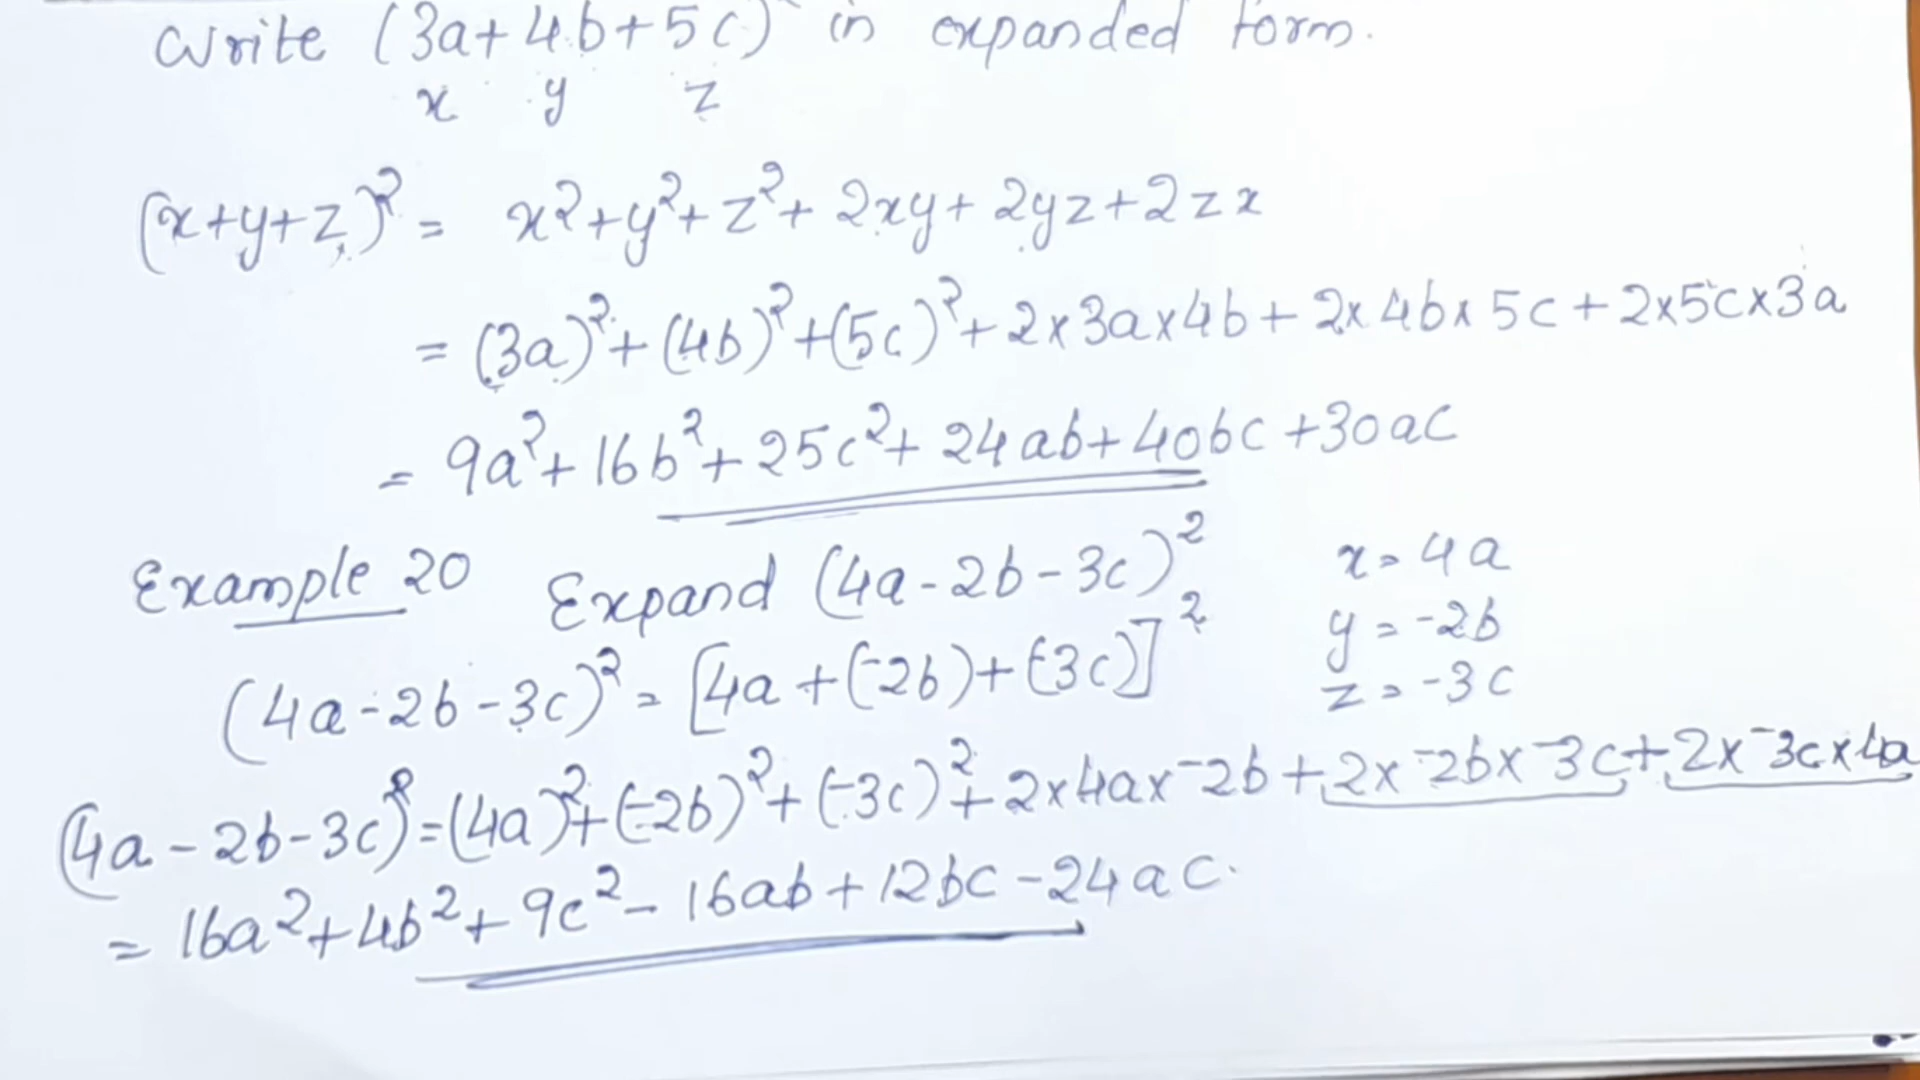 Write (3a+4b+5c)² in expanded form.
x y z
(x+y+z)² = x²+y²+z²+2xy+2yz+2zx
= (3a)²+(4b)²+(5c)²+2×3a×4b+2×4b×5c+2×5c×3a
= 9a²+16b²+25c²+24ab+40bc+30ac
Example 20 Expand (4a-2b-3c)² x=4a
y=-2b
(4a-2b-3c)²=[4a+(-2b)+(-3c)]² z=-3c
(4a-2b-3c)²=(4a)²+(-2b)²+(-3c)²+2×4a×-2b+2×-2b×-3c+2×-3c×4a
= 16a²+4b²+9c²-16ab+12bc-24ac.